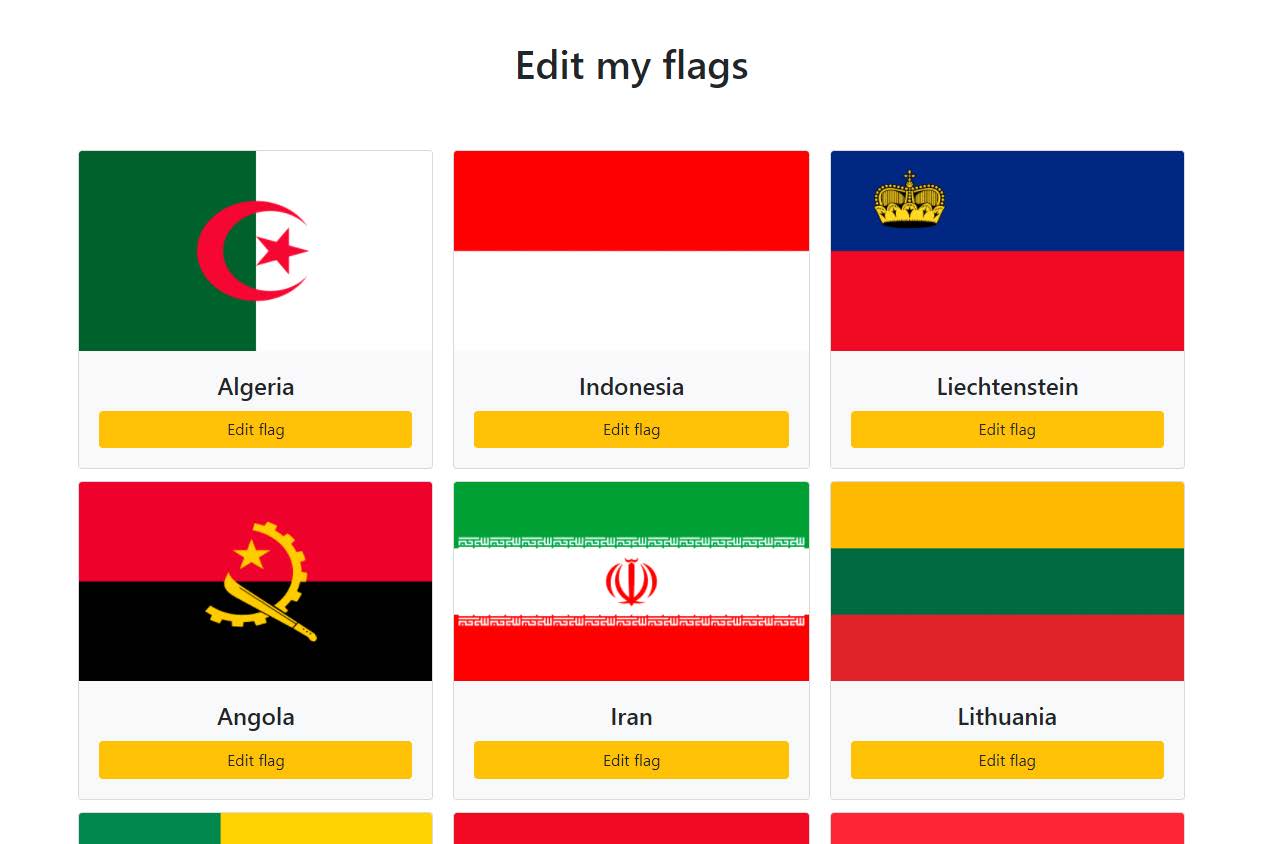 Edit my flags
Algeria
Indonesia
Liechtenstein
Edit flag
Edit flag
Edit flag
Angola
Iran
Lithuania
Edit flag
Edit flag
Edit flag